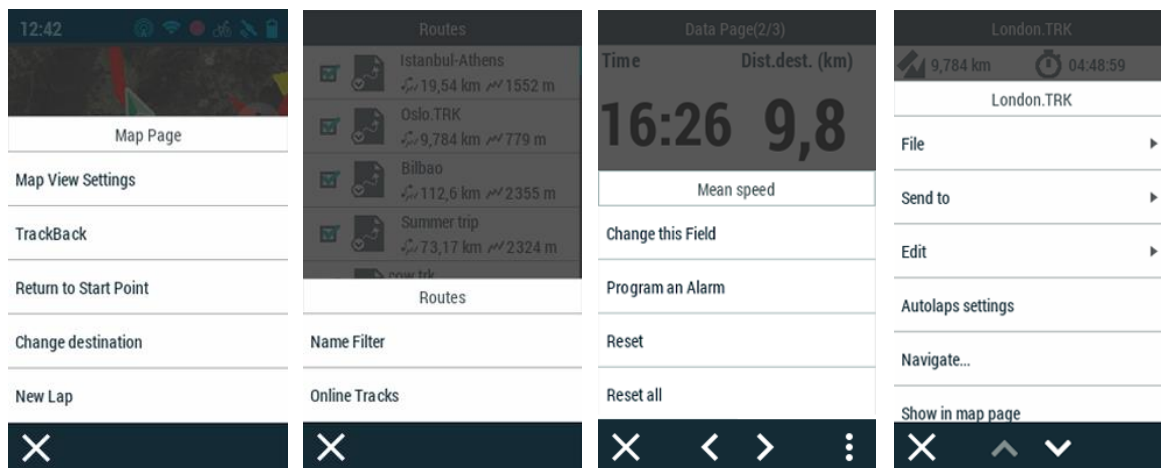 12:42
Map Page
Map View Settings
TrackBack
Return to Start Point
Change destination
New Lap
Routes
Istanbul-Athens
19,54 km 1552 m
Oslo.TRK
9,784 km 779 m
Bilbao
112,6 km 2355 m
Summer trip
73,17 km 2324 m
cow.trk
Routes
Name Filter
Online Tracks
Data Page(2/3)
Time Dist.dest. (km)
16:26 9,8
Mean speed
Change this Field
Program an Alarm
Reset
Reset all
London.TRK
9,784 km 04:48:59
London.TRK
File
Send to
Edit
Autolaps settings
Navigate...
Show in map page